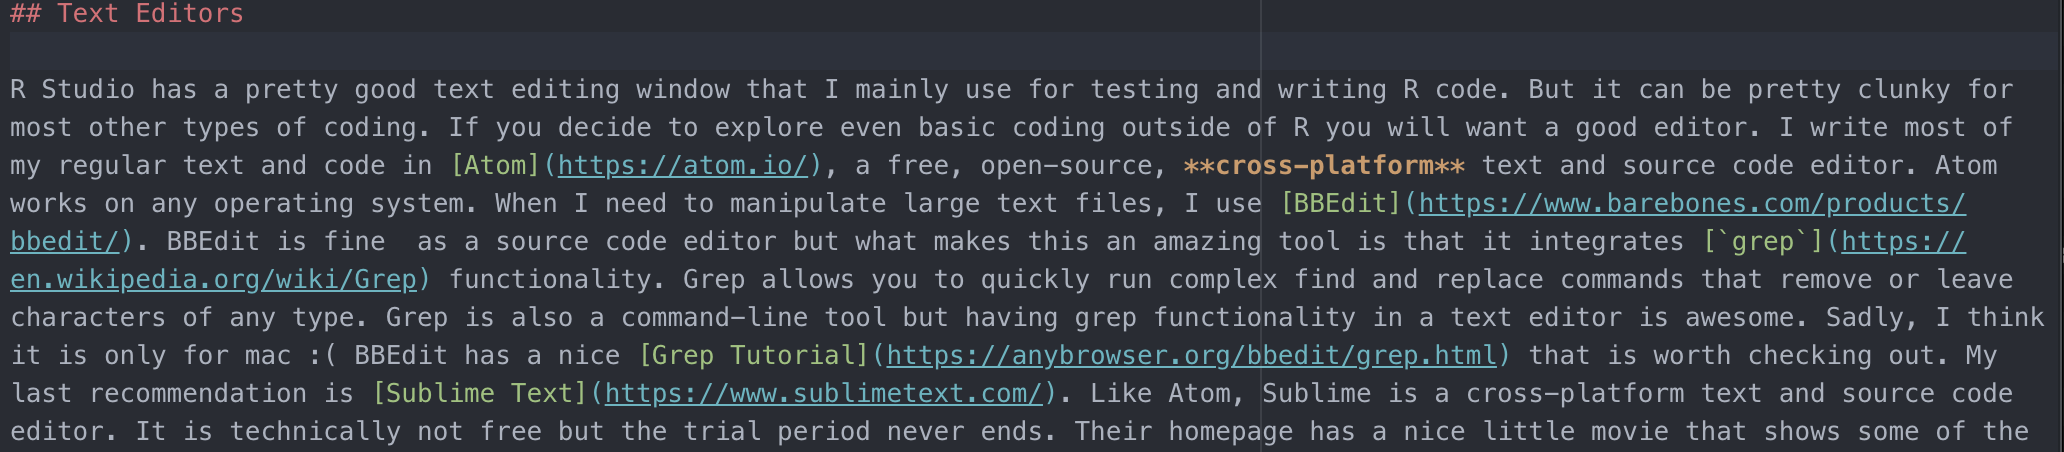 ## Text Editors
R Studio has a pretty good text editing window that I mainly use for testing and writing R code. But it can be pretty clunky for
most other types of coding. If you decide to explore even basic coding outside of R you will want a good editor. I write most of
my regular text and code in [Atom](https://atom.io/), a free, open-source, **cross-platform** text and source code editor. Atom
works on any operating system. When I need to manipulate large text files, I use [BBEdit](https://www.barebones.com/products/
bbedit/). BBEdit is fine  as a source code editor but what makes this an amazing tool is that it integrates [`grep`](https://
en.wikipedia.org/wiki/Grep) functionality. Grep allows you to quickly run complex find and replace commands that remove or leave
characters of any type. Grep is also a command-line tool but having grep functionality in a text editor is awesome. Sadly, I think
it is only for mac :( BBEdit has a nice [Grep Tutorial](https://anybrowser.org/bbedit/grep.html) that is worth checking out. My
last recommendation is [Sublime Text](https://www.sublimetext.com/). Like Atom, Sublime is a cross-platform text and source code
editor. It is technically not free but the trial period never ends. Their homepage has a nice little movie that shows some of the